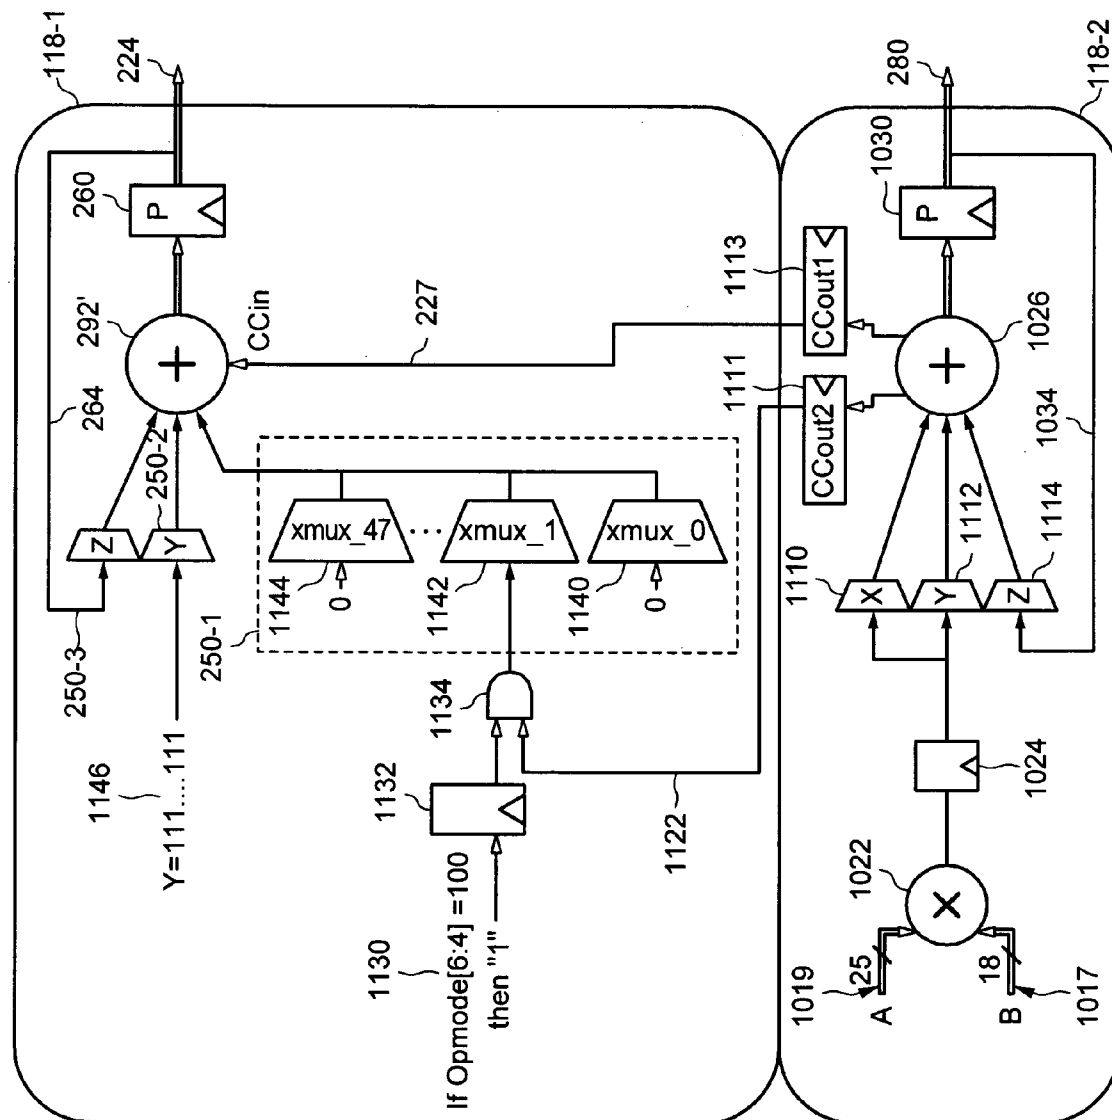 118-1
224
260
P
292'
+
CCin
264
227
250-2
Z
Y
250-3
Y=111....111
1146
250-1
xmux_47
1144
0
xmux_1
1142
xmux_0
1140
0
1134
1132
1130
If Opmode[6:4] =100
then "1"
1122
118-2
280
1030
P
1113
CCout1
1111
CCout2
+
1026
1034
1110
X
1112
Y
1114
Z
1024
1022
×
1019
A
25
B
18
1017